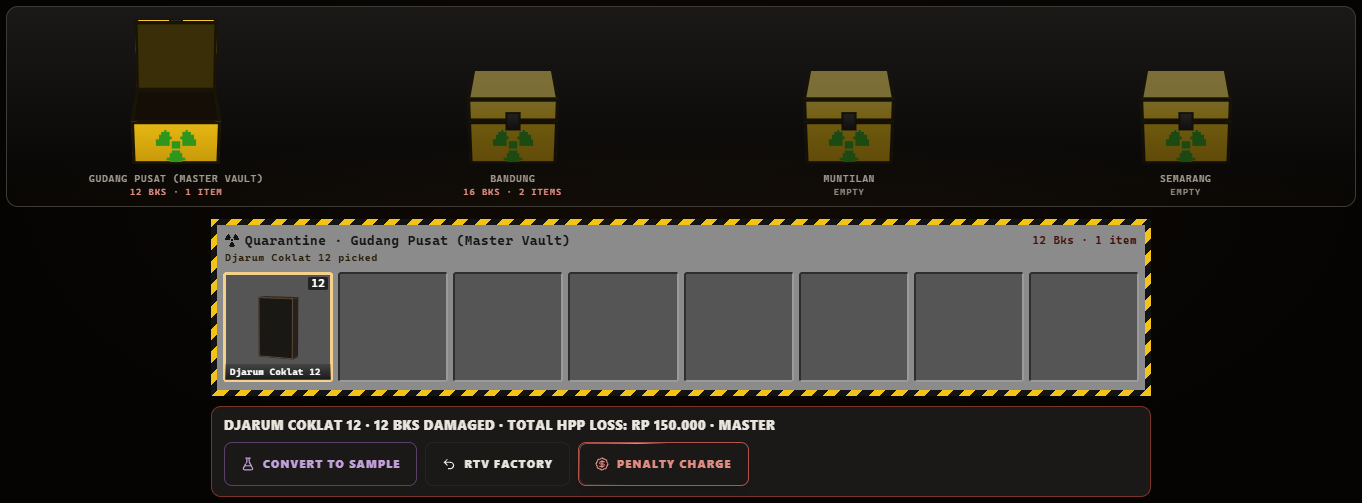 GUDANG PUSAT (MASTER VAULT)
12 BKS · 1 ITEM
BANDUNG
16 BKS · 2 ITEMS
MUNTILAN
EMPTY
SEMARANG
EMPTY
Quarantine · Gudang Pusat (Master Vault)
12 Bks · 1 item
Djarum Coklat 12 picked
12
Djarum Coklat 12
DJARUM COKLAT 12 · 12 BKS DAMAGED · TOTAL HPP LOSS: RP 150.000 · MASTER
CONVERT TO SAMPLE
RTV FACTORY
PENALTY CHARGE